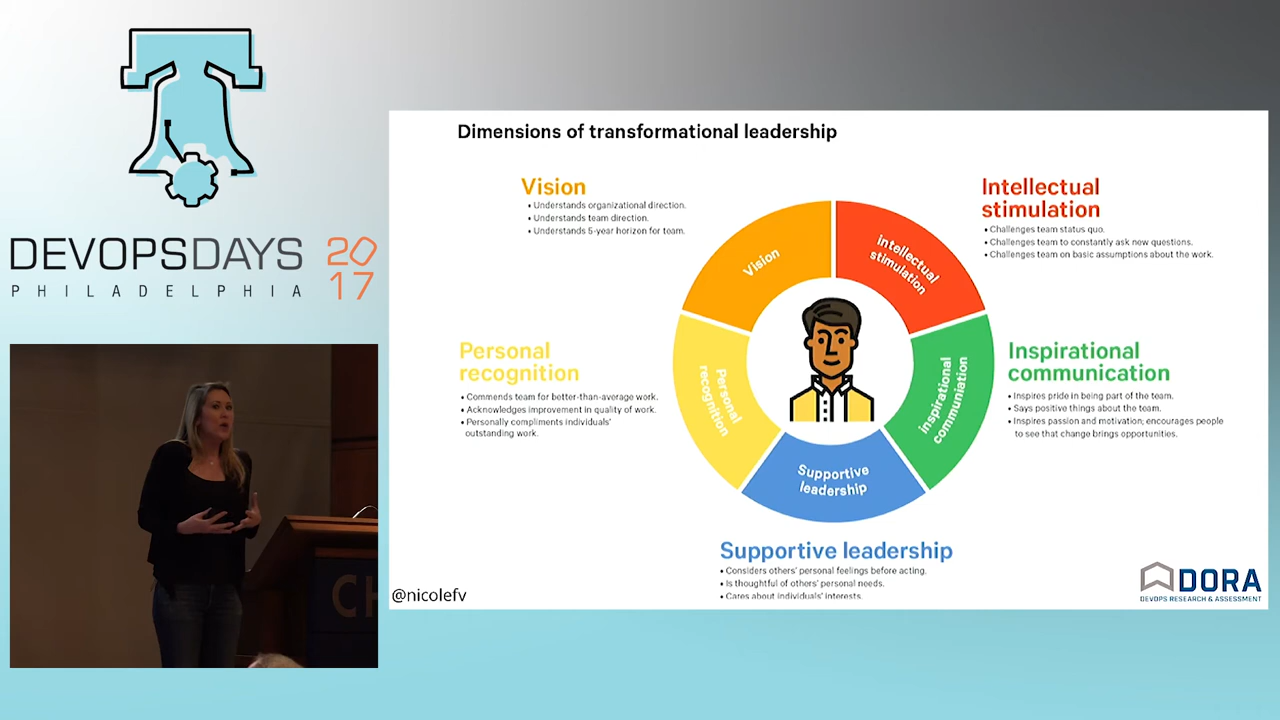 DEVOPSDAYS
PHILADELPHIA
20
17
Dimensions of transformational leadership
Vision
• Understands organizational direction.
• Understands team direction.
• Understands 5-year horizon for team.
Intellectual
stimulation
• Challenges team status quo.
• Challenges team to constantly ask new questions.
• Challenges team on basic assumptions about the work.
Vision
Intellectual
stimulation
Personal
recognition
• Commends team for better-than-average work.
• Acknowledges improvement in quality of work.
• Personally compliments individuals'
outstanding work.
Personal
recognition
Inspirational
communication
Inspirational
communication
• Inspires pride in being part of the team.
• Says positive things about the team.
• Inspires passion and motivation; encourages people
to see that change brings opportunities.
Supportive
leadership
Supportive leadership
• Considers others' personal feelings before acting.
• Is thoughtful of others' personal needs.
• Cares about individuals' interests.
@nicolefv
DORA
DEVOPS RESEARCH & ASSESSMENT
CH